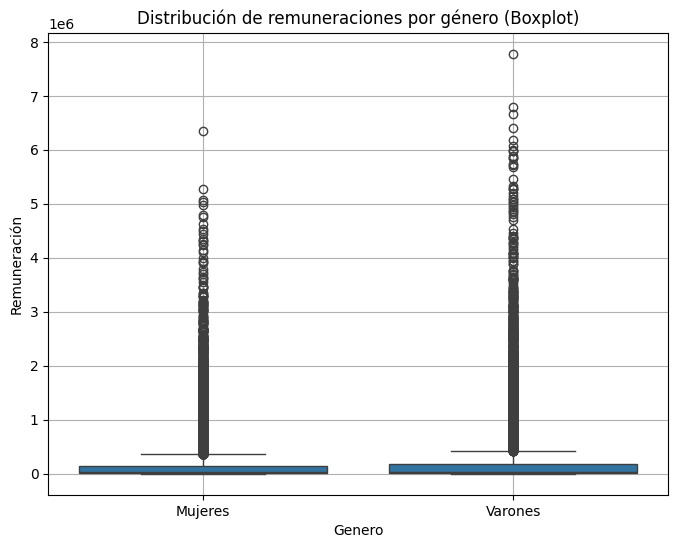 Distribución de remuneraciones por género (Boxplot)
1e6
8
7
6
5
4
3
2
1
0
Remuneración
Mujeres
Varones
Genero